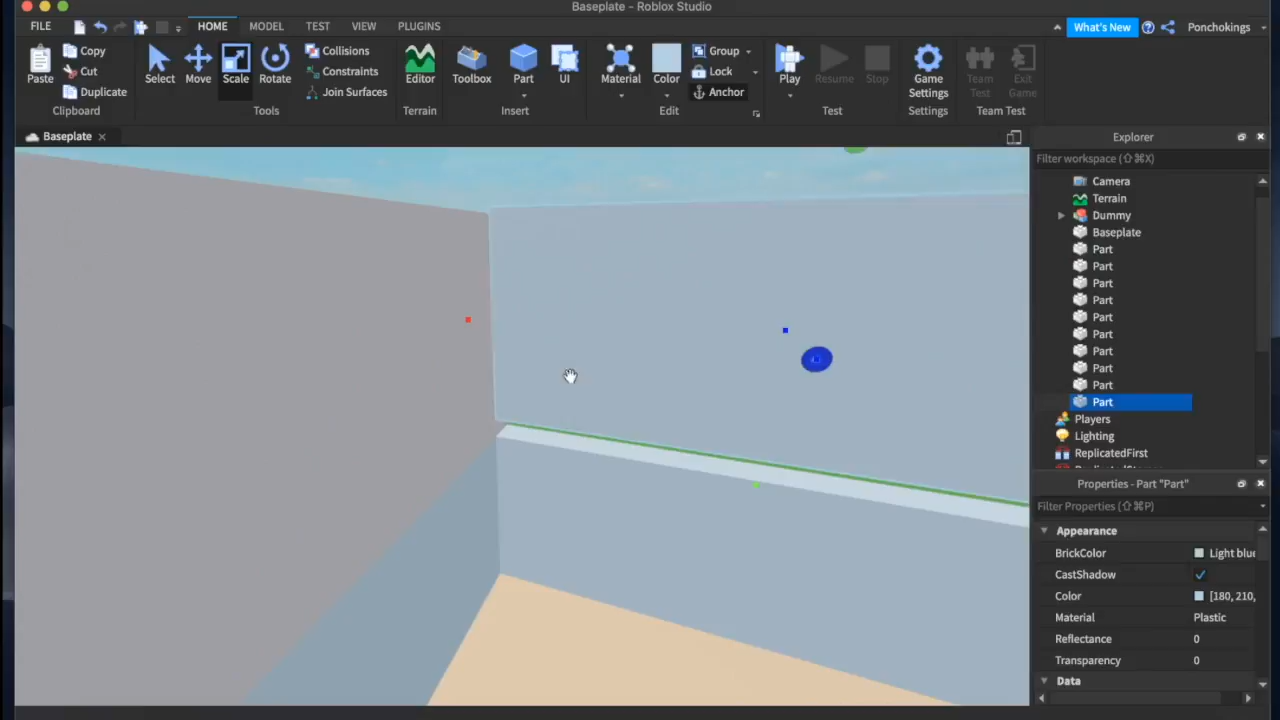 Baseplate - Roblox Studio
FILE HOME MODEL TEST VIEW PLUGINS What's New Ponchokings
Paste Copy Cut Duplicate Clipboard
Select Move Scale Rotate Collisions Constraints Join Surfaces Tools
Editor Terrain
Toolbox Part UI Insert
Material Color Group Lock Anchor Edit
Play Resume Stop Test
Game Settings Settings
Team Test Exit Game Team Test
Baseplate
Explorer
Filter workspace (⇧⌘X)
Camera
Terrain
Dummy
Baseplate
Part
Part
Part
Part
Part
Part
Part
Part
Part
Part
Players
Lighting
ReplicatedFirst
Properties - Part "Part"
Filter Properties (⇧⌘P)
Appearance
BrickColor Light blue
CastShadow
Color [180, 210,
Material Plastic
Reflectance 0
Transparency 0
Data